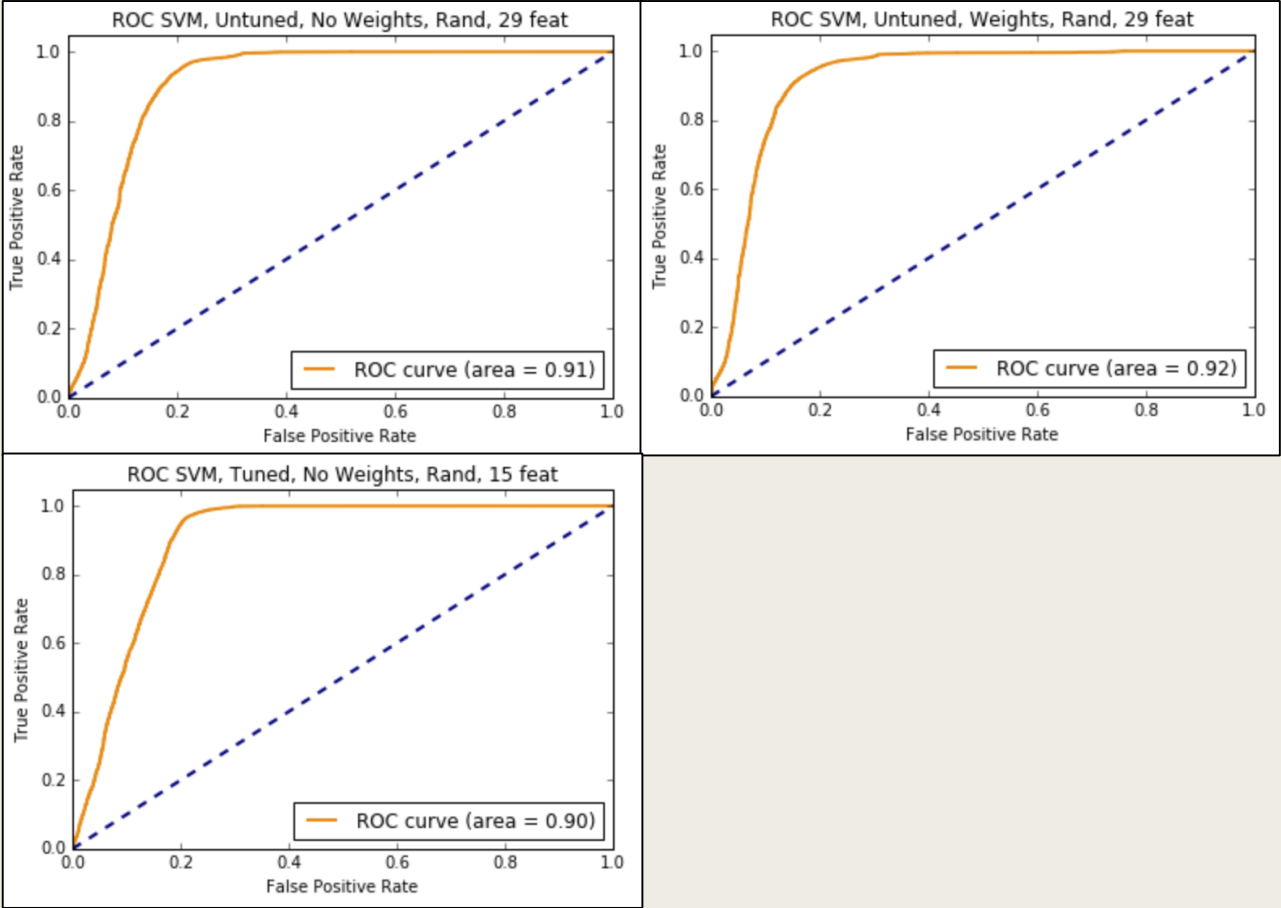 ROC SVM, Untuned, No Weights, Rand, 29 feat
1.0
0.8
0.6
0.4
0.2
0.0
True Positive Rate
ROC curve (area = 0.91)
0.0 0.2 0.4 0.6 0.8 1.0
False Positive Rate
ROC SVM, Untuned, Weights, Rand, 29 feat
1.0
0.8
0.6
0.4
0.2
0.0
True Positive Rate
ROC curve (area = 0.92)
0.0 0.2 0.4 0.6 0.8 1.0
False Positive Rate
ROC SVM, Tuned, No Weights, Rand, 15 feat
1.0
0.8
0.6
0.4
0.2
0.0
True Positive Rate
ROC curve (area = 0.90)
0.0 0.2 0.4 0.6 0.8 1.0
False Positive Rate